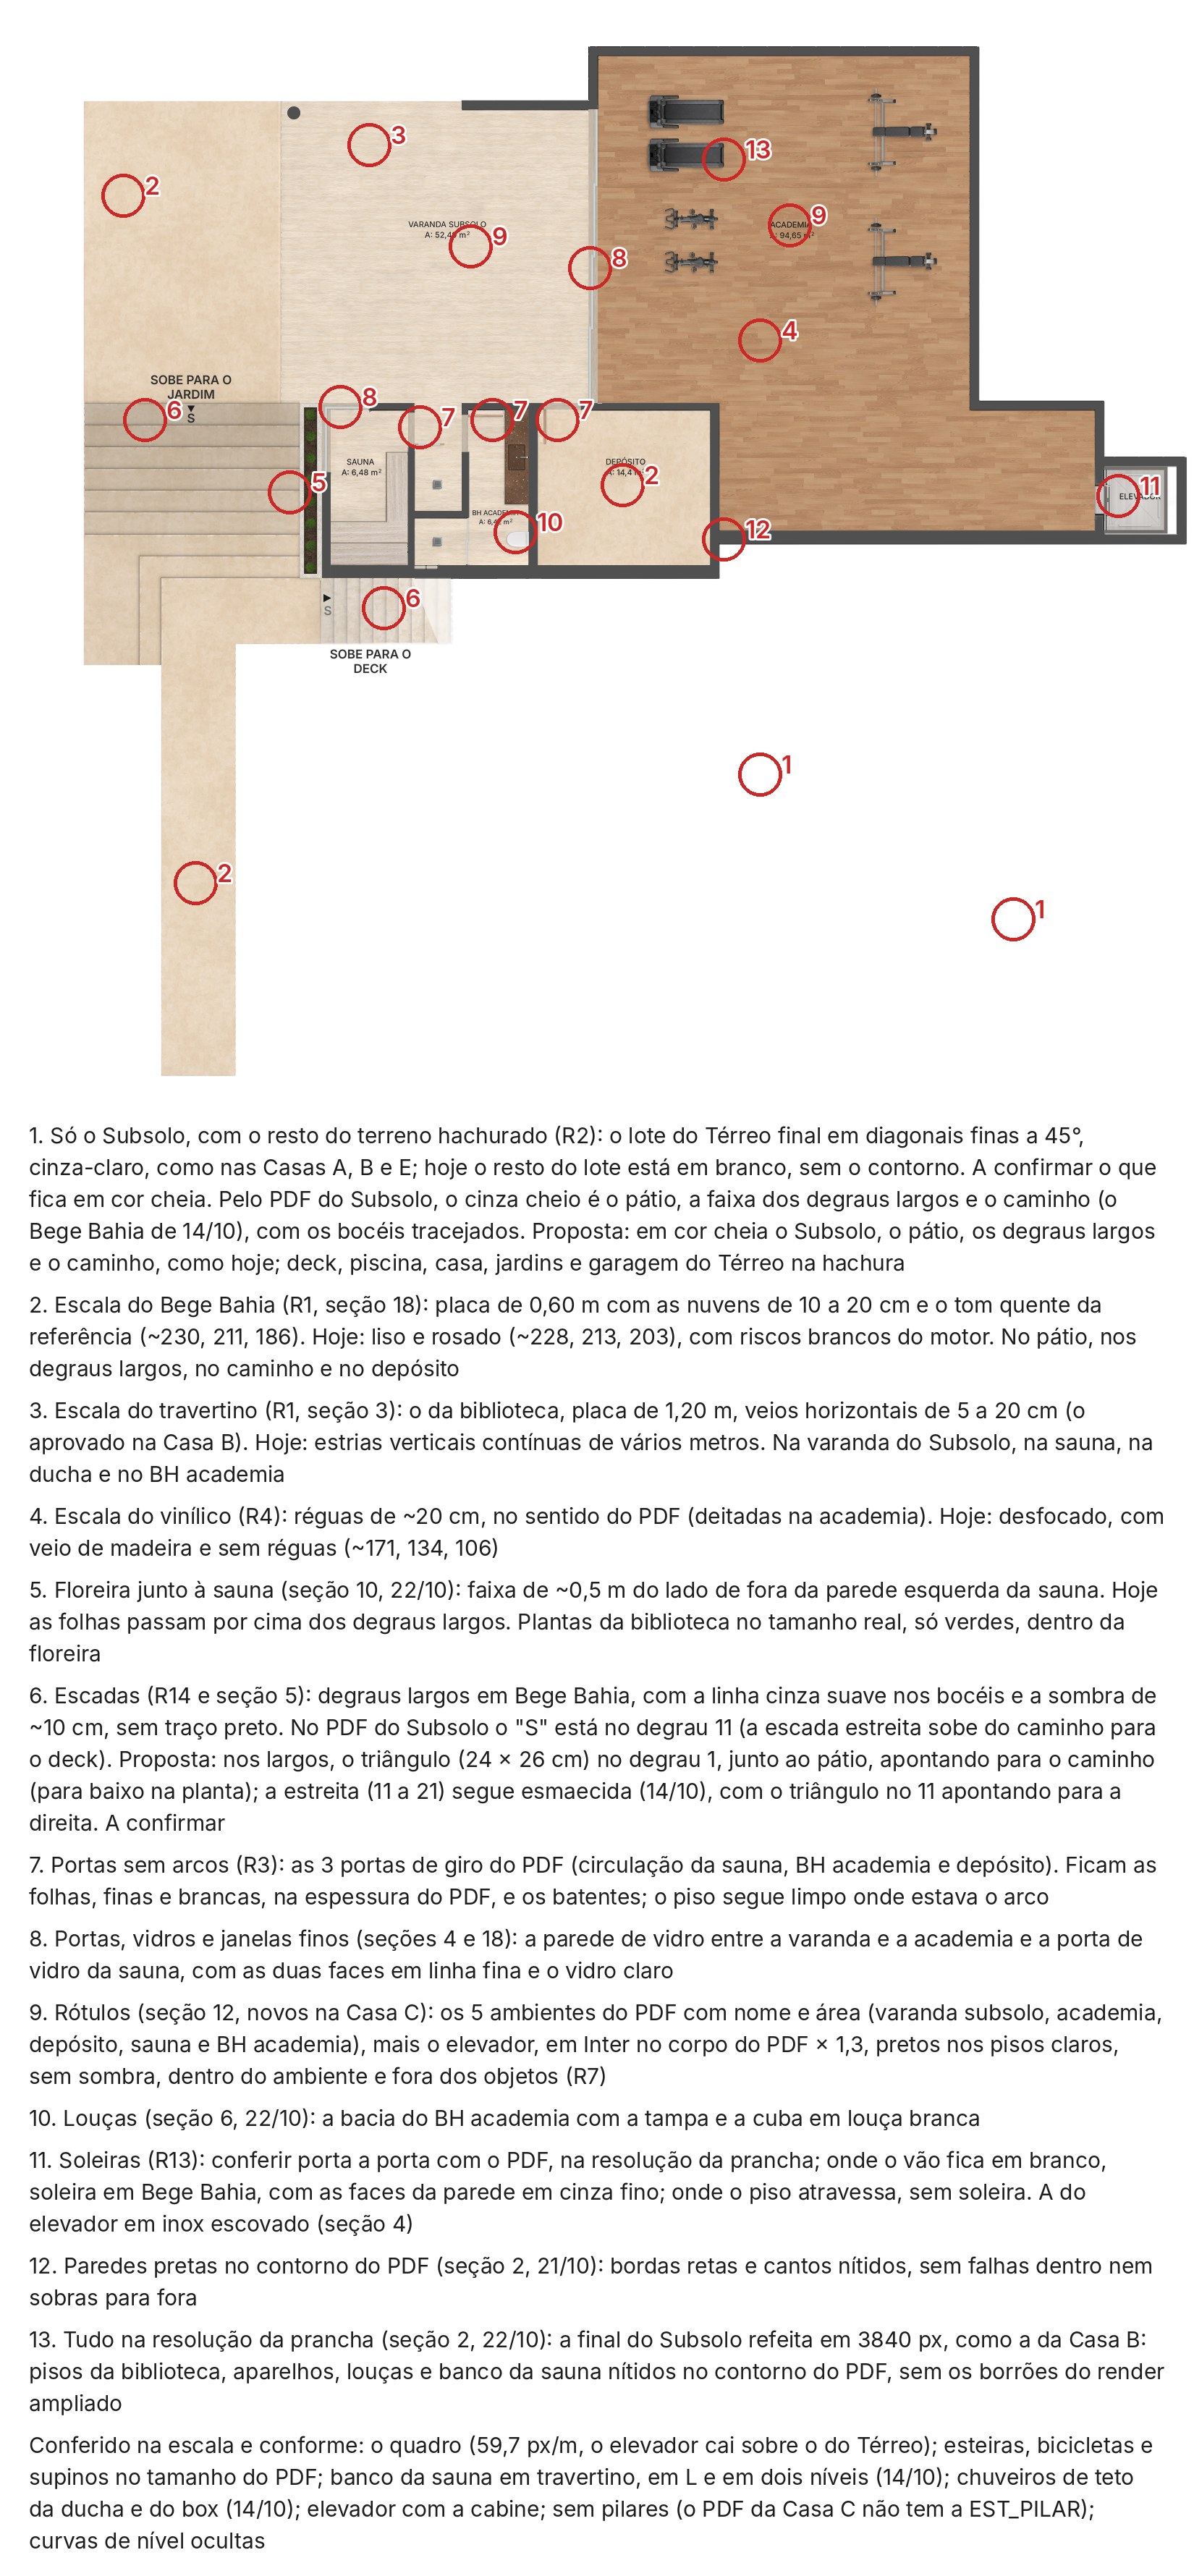 3
13
2
VARANDA SUBSOLO
A: 52,45 m²
9
ACADEMIA
A: 94,65 m²
9
8
4
SOBE PARA O
JARDIM
6
S
8
7
7
7
SAUNA
A: 6,48 m²
DEPÓSITO
A: 14,4 m²
2
5
11
BH ACADEMIA
10
12
6
S
SOBE PARA O
DECK
1
2
1
1. Só o Subsolo, com o resto do terreno hachurado (R2): o lote do Térreo final em diagonais finas a 45°,
cinza-claro, como nas Casas A, B e E; hoje o resto do lote está em branco, sem o contorno. A confirmar o que
fica em cor cheia. Pelo PDF do Subsolo, o cinza cheio é o pátio, a faixa dos degraus largos e o caminho (o
Bege Bahia de 14/10), com os bocéis tracejados. Proposta: em cor cheia o Subsolo, o pátio, os degraus largos
e o caminho, como hoje; deck, piscina, casa, jardins e garagem do Térreo na hachura
2. Escala do Bege Bahia (R1, seção 18): placa de 0,60 m com as nuvens de 10 a 20 cm e o tom quente da
referência (~230, 211, 186). Hoje: liso e rosado (~228, 213, 203), com riscos brancos do motor. No pátio, nos
degraus largos, no caminho e no depósito
3. Escala do travertino (R1, seção 3): o da biblioteca, placa de 1,20 m, veios horizontais de 5 a 20 cm (o
aprovado na Casa B). Hoje: estrias verticais contínuas de vários metros. Na varanda do Subsolo, na sauna, na
ducha e no BH academia
4. Escala do vinílico (R4): réguas de ~20 cm, no sentido do PDF (deitadas na academia). Hoje: desfocado, com
veio de madeira e sem réguas (~171, 134, 106)
5. Floreira junto à sauna (seção 10, 22/10): faixa de ~0,5 m do lado de fora da parede esquerda da sauna. Hoje
as folhas passam por cima dos degraus largos. Plantas da biblioteca no tamanho real, só verdes, dentro da
floreira
6. Escadas (R14 e seção 5): degraus largos em Bege Bahia, com a linha cinza suave nos bocéis e a sombra de
~10 cm, sem traço preto. No PDF do Subsolo o "S" está no degrau 11 (a escada estreita sobe do caminho para
o deck). Proposta: nos largos, o triângulo (24 × 26 cm) no degrau 1, junto ao pátio, apontando para o caminho
(para baixo na planta); a estreita (11 a 21) segue esmaecida (14/10), com o triângulo no 11 apontando para a
direita. A confirmar
7. Portas sem arcos (R3): as 3 portas de giro do PDF (circulação da sauna, BH academia e depósito). Ficam as
folhas, finas e brancas, na espessura do PDF, e os batentes; o piso segue limpo onde estava o arco
8. Portas, vidros e janelas finos (seções 4 e 18): a parede de vidro entre a varanda e a academia e a porta de
vidro da sauna, com as duas faces em linha fina e o vidro claro
9. Rótulos (seção 12, novos na Casa C): os 5 ambientes do PDF com nome e área (varanda subsolo, academia,
depósito, sauna e BH academia), mais o elevador, em Inter no corpo do PDF × 1,3, pretos nos pisos claros,
sem sombra, dentro do ambiente e fora dos objetos (R7)
10. Louças (seção 6, 22/10): a bacia do BH academia com a tampa e a cuba em louça branca
11. Soleiras (R13): conferir porta a porta com o PDF, na resolução da prancha; onde o vão fica em branco,
soleira em Bege Bahia, com as faces da parede em cinza fino; onde o piso atravessa, sem soleira. A do
elevador em inox escovado (seção 4)
12. Paredes pretas no contorno do PDF (seção 2, 21/10): bordas retas e cantos nítidos, sem falhas dentro nem
sobras para fora
13. Tudo na resolução da prancha (seção 2, 22/10): a final do Subsolo refeita em 3840 px, como a da Casa B:
pisos da biblioteca, aparelhos, louças e banco da sauna nítidos no contorno do PDF, sem os borrões do render
ampliado
Conferido na escala e conforme: o quadro (59,7 px/m, o elevador cai sobre o do Térreo); esteiras, bicicletas e
supinos no tamanho do PDF; banco da sauna em travertino, em L e em dois níveis (14/10); chuveiros de teto
da ducha e do box (14/10); elevador com a cabine; sem pilares (o PDF da Casa C não tem a EST_PILAR);
curvas de nível ocultas